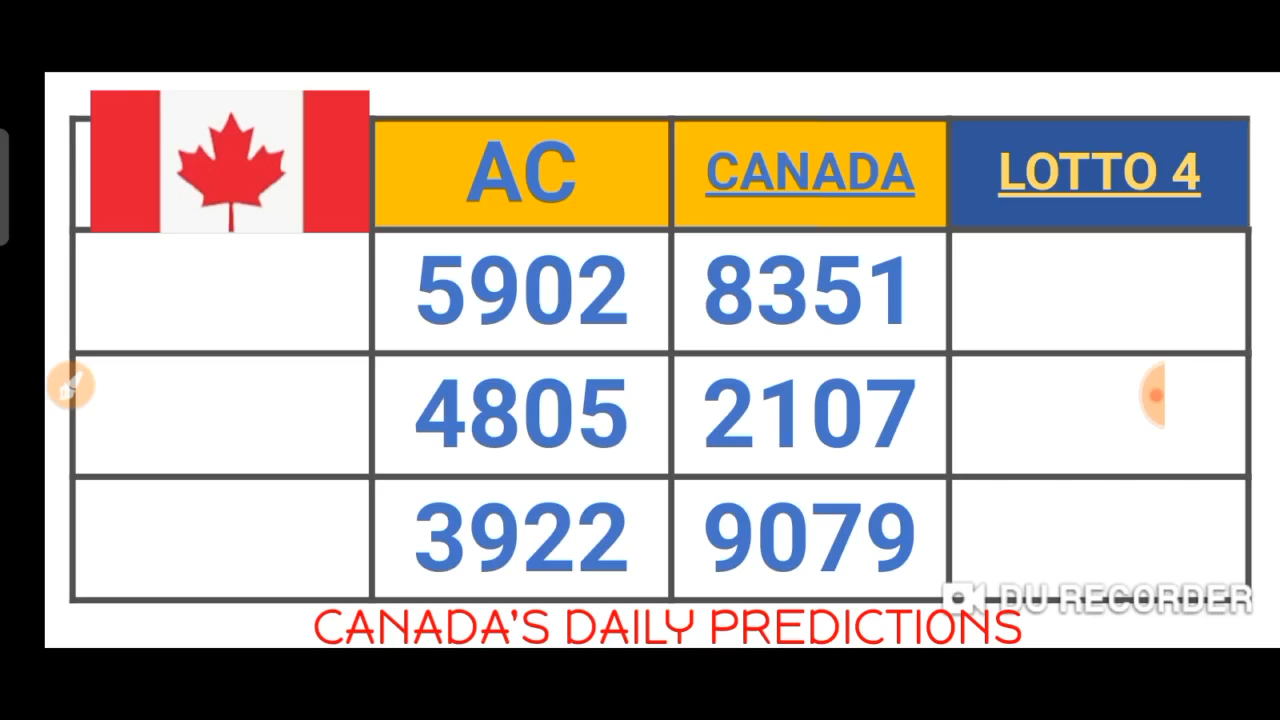 AC CANADA LOTTO 4
5902 8351
4805 2107
3922 9079
DU RECORDER
CANADA'S DAILY PREDICTIONS